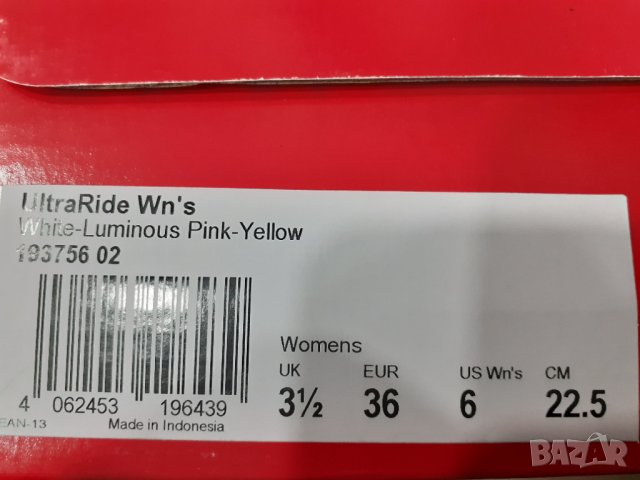 UltraRide Wn's
White-Luminous Pink-Yellow
193756 02
Womens
UK EUR US Wn's CM
3½ 36 6 22.5
4 062453 196439
EAN-13 Made in Indonesia
BAZAR